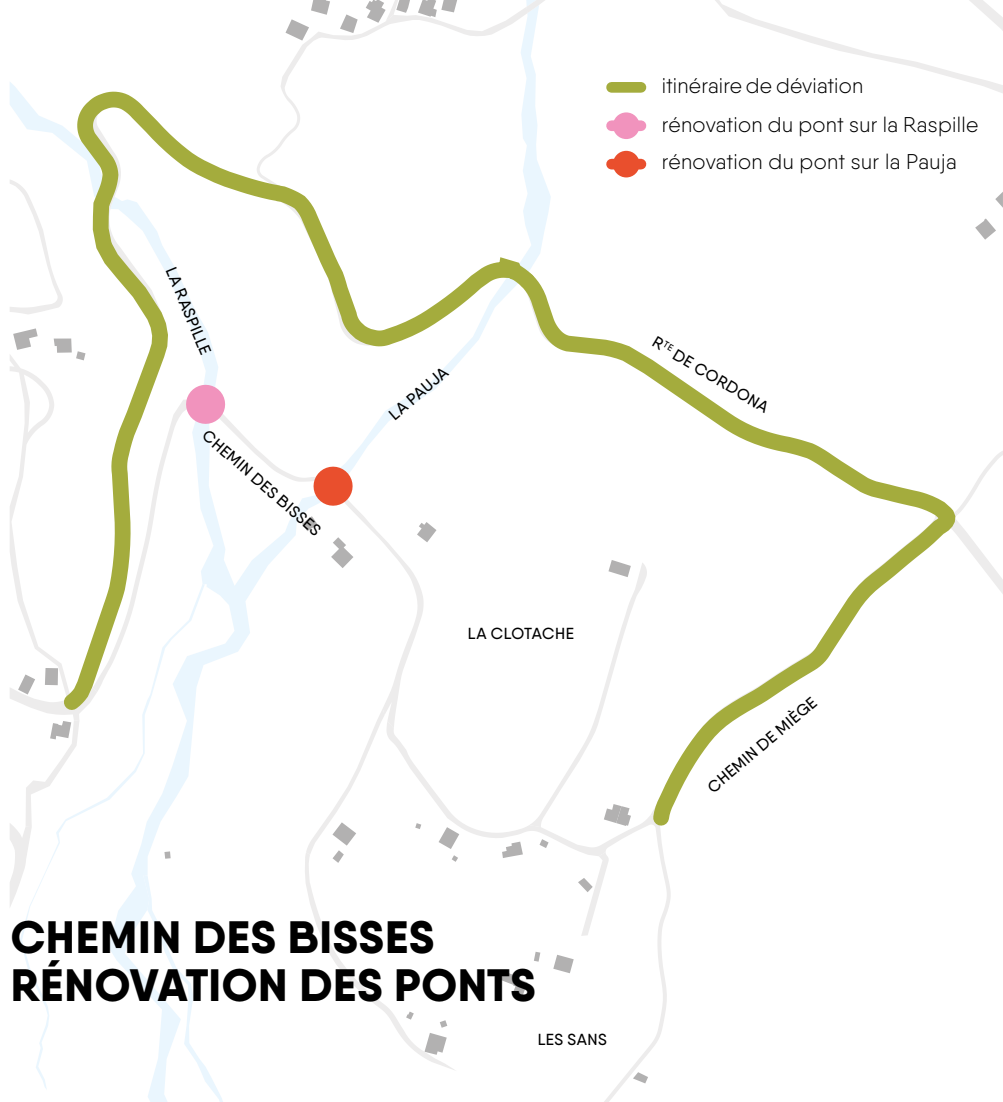 itinéraire de déviation
rénovation du pont sur la Raspille
rénovation du pont sur la Pauja
LA RASPILLE
RTE DE CORDONA
LA PAUJA
CHEMIN DES BISSES
LA CLOTACHE
CHEMIN DE MIÈGE
CHEMIN DES BISSES
RÉNOVATION DES PONTS
LES SANS